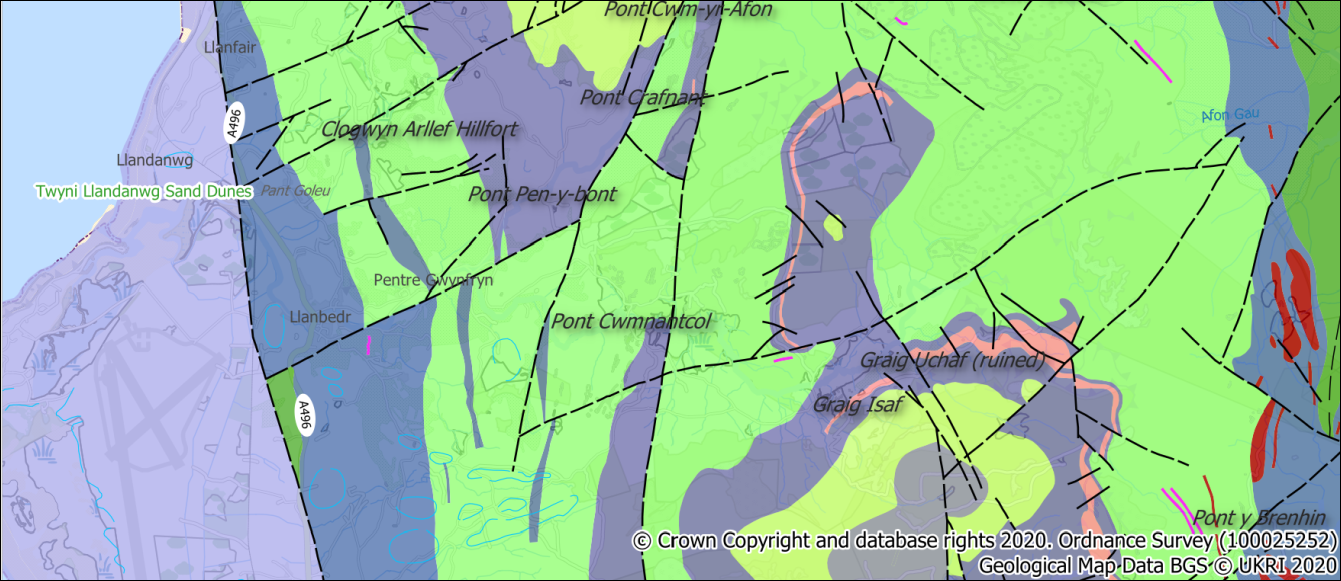 Pont Cwm-yr-Afon
Llanfair
Pont Crafnant
A496
Clogwyn Arllef Hillfort
Afon Gau
Llandanwg
Twyni Llandanwg Sand Dunes
Pant Goleu
Pont Pen-y-bont
Pentre Gwynfryn
Llanbedr
Pont Cwmnantcol
Graig Uchaf (ruined)
A496
Graig Isaf
Pont y Brenhin
© Crown Copyright and database rights 2020. Ordnance Survey (100025252)
Geological Map Data BGS © UKRI 2020